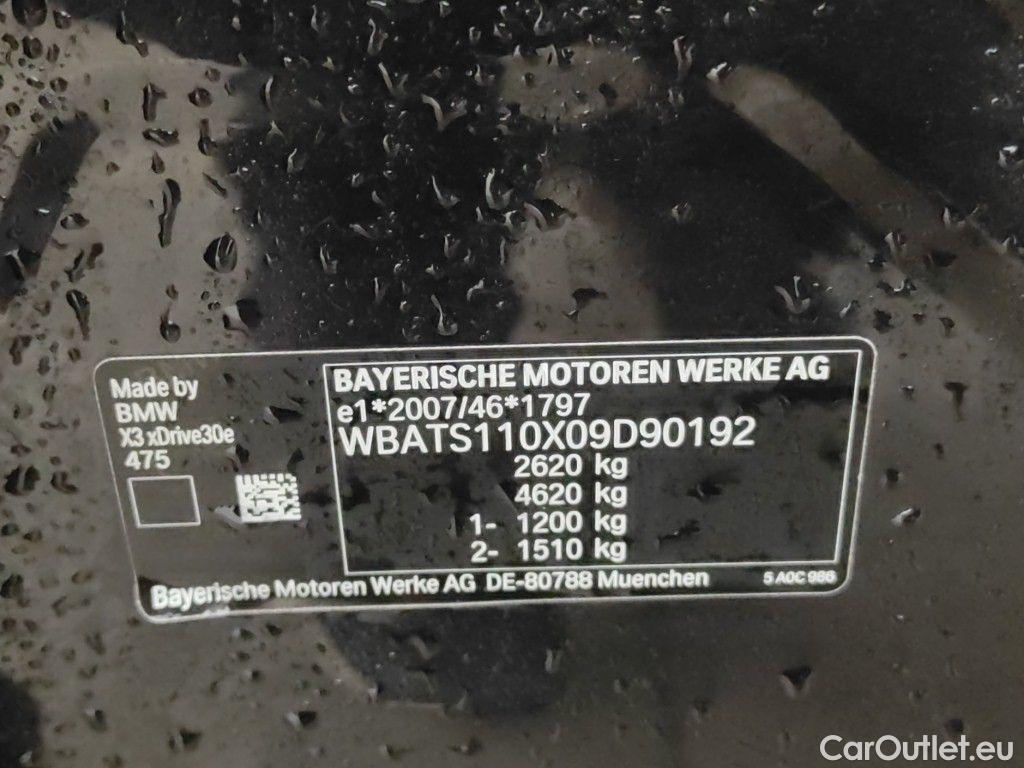 Made by
BMW
X3 xDrive30e
475
BAYERISCHE MOTOREN WERKE AG
e1*2007/46*1797
WBATS110X09D90192
2620 kg
4620 kg
1- 1200 kg
2- 1510 kg
Bayerische Motoren Werke AG DE-80788 Muenchen 5 A0C 986
CarOutlet.eu